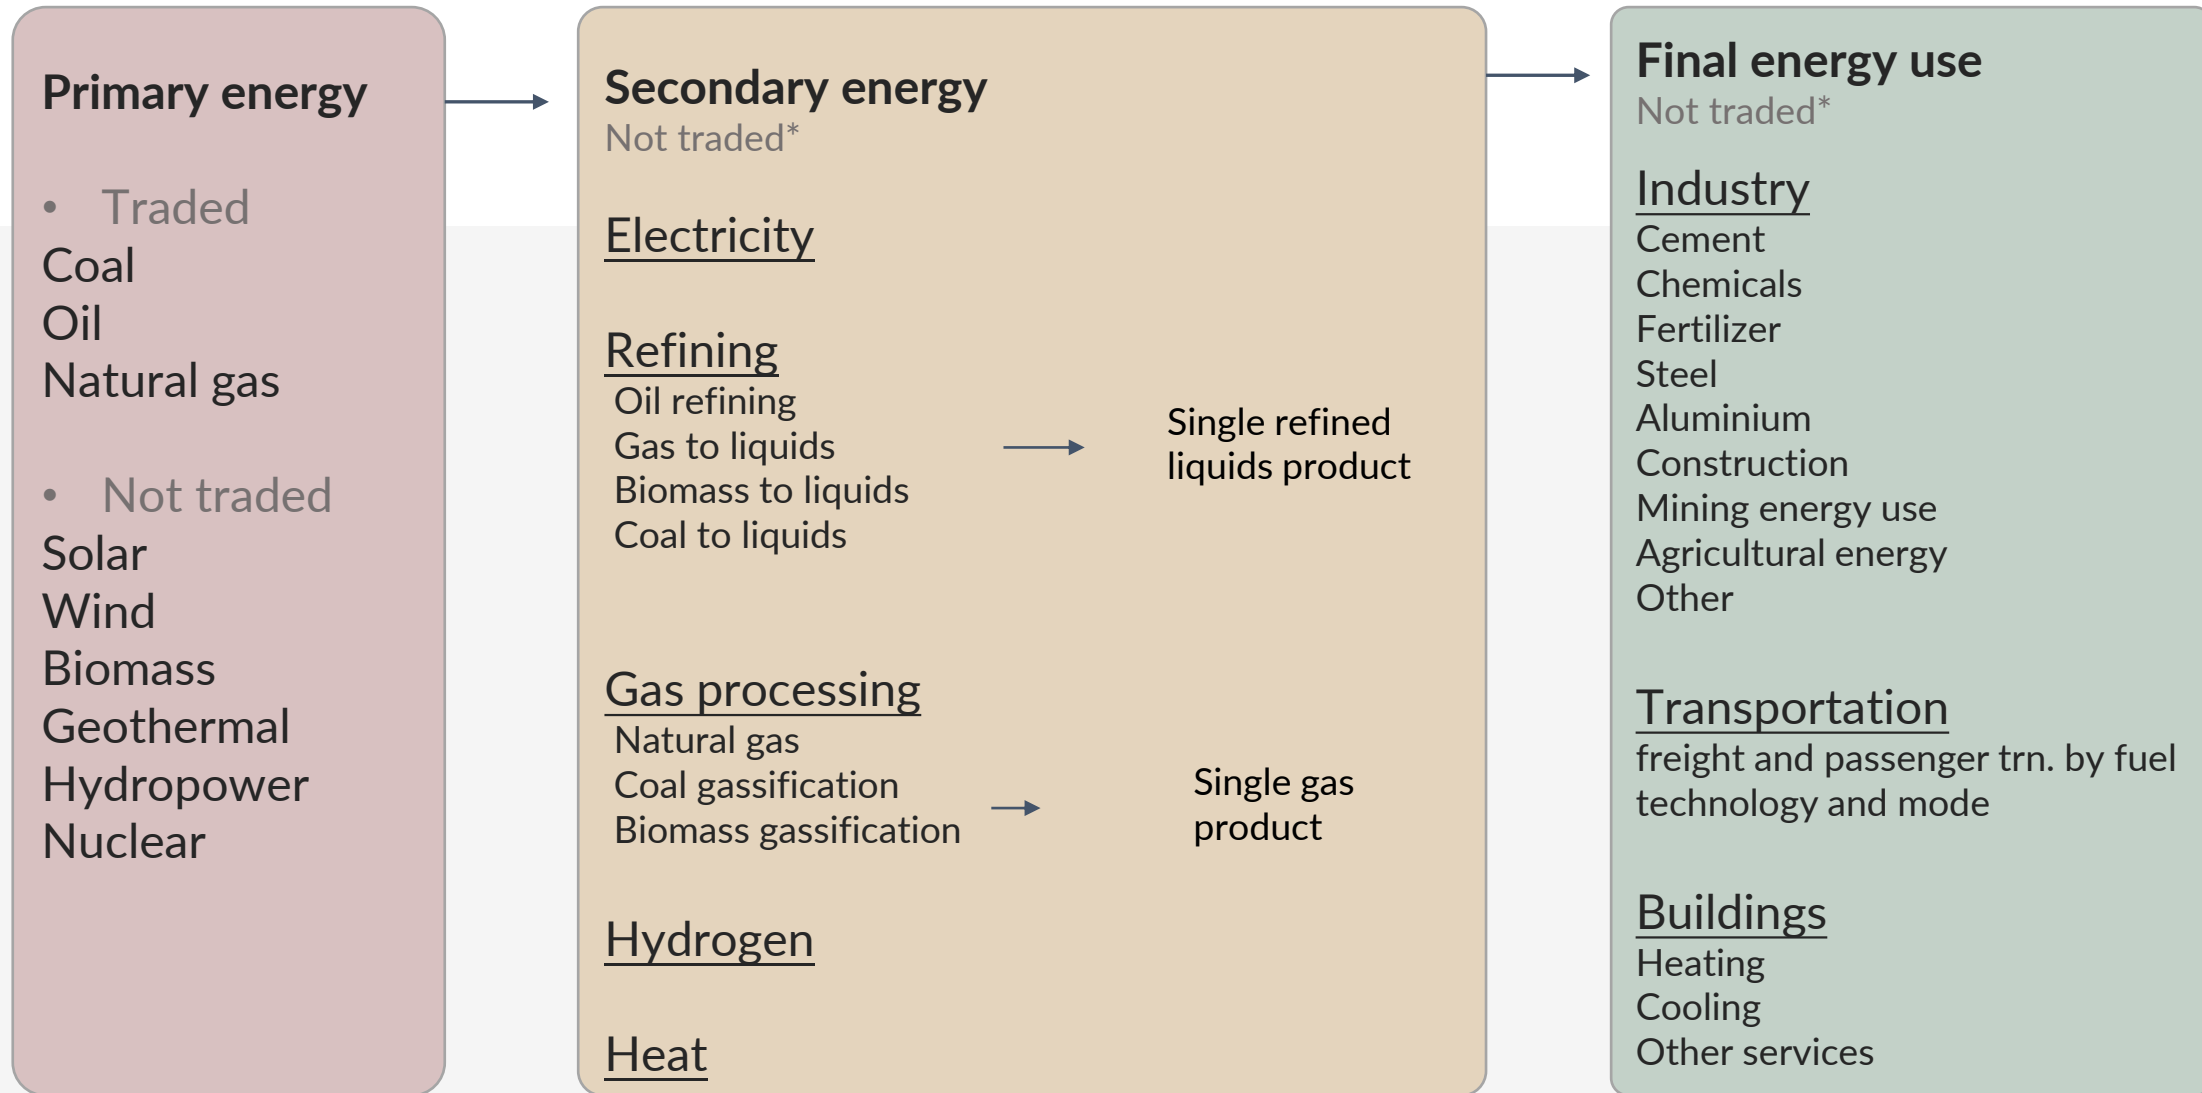 Primary energy
• Traded
Coal
Oil
Natural gas
• Not traded
Solar
Wind
Biomass
Geothermal
Hydropower
Nuclear
Secondary energy
Not traded*
Electricity
Refining
Oil refining
Gas to liquids
Biomass to liquids
Coal to liquids
Single refined
liquids product
Gas processing
Natural gas
Coal gassification
Biomass gassification
Single gas
product
Hydrogen
Heat
Final energy use
Not traded*
Industry
Cement
Chemicals
Fertilizer
Steel
Aluminium
Construction
Mining energy use
Agricultural energy
Other
Transportation
freight and passenger trn. by fuel
technology and mode
Buildings
Heating
Cooling
Other services